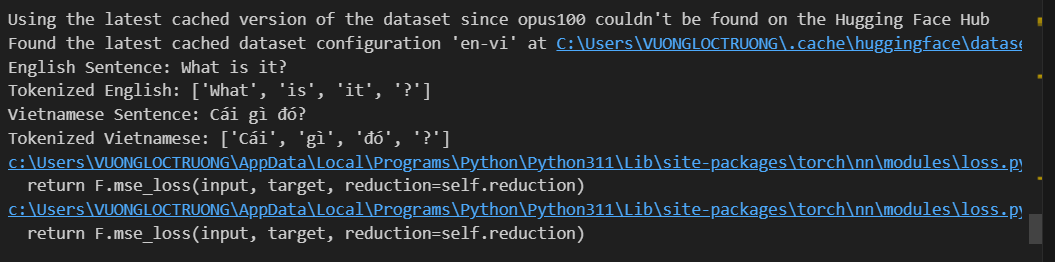 Using the latest cached version of the dataset since opus100 couldn't be found on the Hugging Face Hub
Found the latest cached dataset configuration 'en-vi' at C:\Users\VUONGLOCTRUONG\.cache\huggingface\datase
English Sentence: What is it?
Tokenized English: ['What', 'is', 'it', '?']
Vietnamese Sentence: Cái gì đó?
Tokenized Vietnamese: ['Cái', 'gì', 'đó', '?']
c:\Users\VUONGLOCTRUONG\AppData\Local\Programs\Python\Python311\Lib\site-packages\torch\nn\modules\loss.py
  return F.mse_loss(input, target, reduction=self.reduction)
c:\Users\VUONGLOCTRUONG\AppData\Local\Programs\Python\Python311\Lib\site-packages\torch\nn\modules\loss.py
  return F.mse_loss(input, target, reduction=self.reduction)